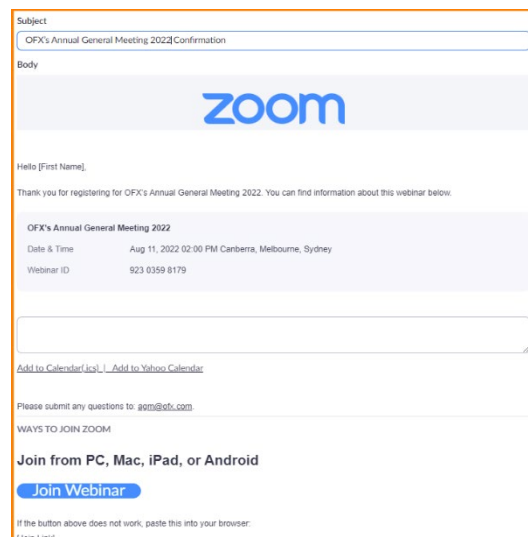 Subject
OFX's Annual General Meeting 2022 Confirmation
Body
zoom
Hello [First Name],
Thank you for registering for OFX's Annual General Meeting 2022. You can find information about this webinar below.
OFX's Annual General Meeting 2022
Date & Time Aug 11, 2022 02:00 PM Canberra, Melbourne, Sydney
Webinar ID 923 0359 8179
Add to Calendar(.ics) | Add to Yahoo Calendar
Please submit any questions to: agm@ofx.com.
WAYS TO JOIN ZOOM
Join from PC, Mac, iPad, or Android
Join Webinar
If the button above does not work, paste this into your browser: